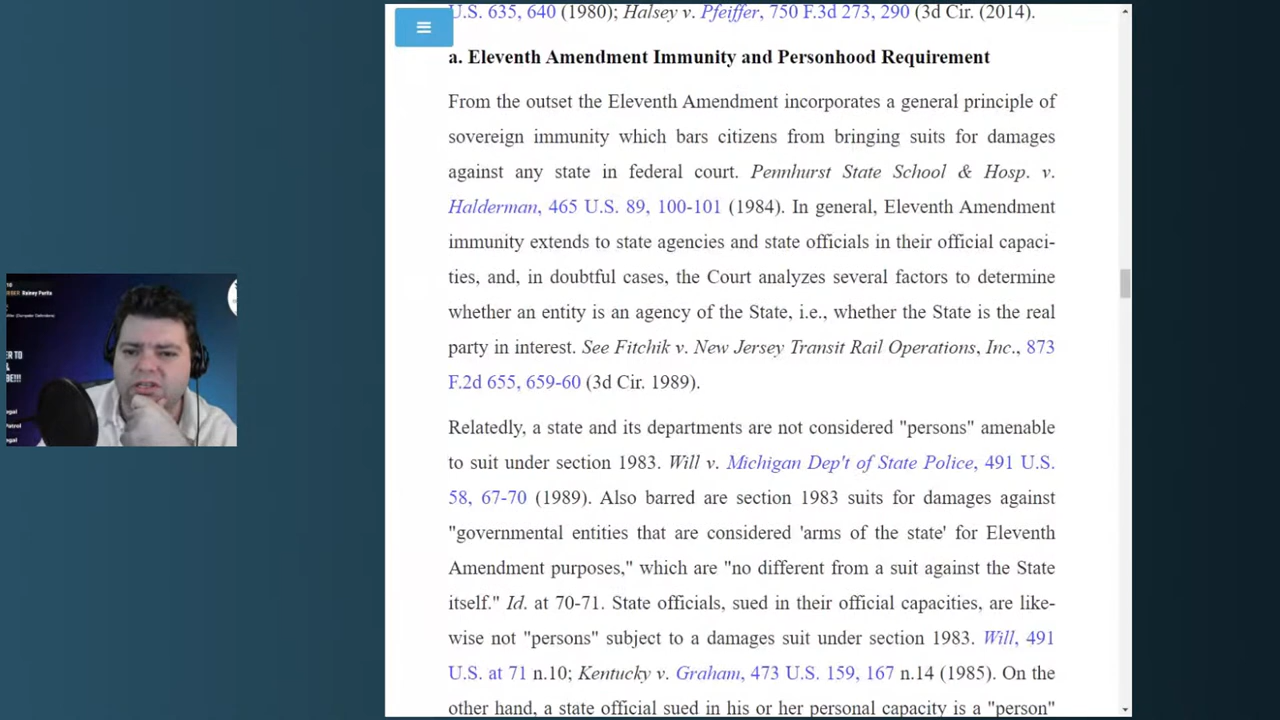 U.S. 635, 640 (1980); Halsey v. Pfeiffer, 750 F.3d 273, 290 (3d Cir. (2014).
a. Eleventh Amendment Immunity and Personhood Requirement
From the outset the Eleventh Amendment incorporates a general principle of
sovereign immunity which bars citizens from bringing suits for damages
against any state in federal court. Pennhurst State School & Hosp. v.
Halderman, 465 U.S. 89, 100-101 (1984). In general, Eleventh Amendment
immunity extends to state agencies and state officials in their official capaci-
ties, and, in doubtful cases, the Court analyzes several factors to determine
whether an entity is an agency of the State, i.e., whether the State is the real
party in interest. See Fitchik v. New Jersey Transit Rail Operations, Inc., 873
F.2d 655, 659-60 (3d Cir. 1989).
Relatedly, a state and its departments are not considered "persons" amenable
to suit under section 1983. Will v. Michigan Dep't of State Police, 491 U.S.
58, 67-70 (1989). Also barred are section 1983 suits for damages against
"governmental entities that are considered 'arms of the state' for Eleventh
Amendment purposes," which are "no different from a suit against the State
itself." Id. at 70-71. State officials, sued in their official capacities, are like-
wise not "persons" subject to a damages suit under section 1983. Will, 491
U.S. at 71 n.10; Kentucky v. Graham, 473 U.S. 159, 167 n.14 (1985). On the
other hand, a state official sued in his or her personal capacity is a "person"